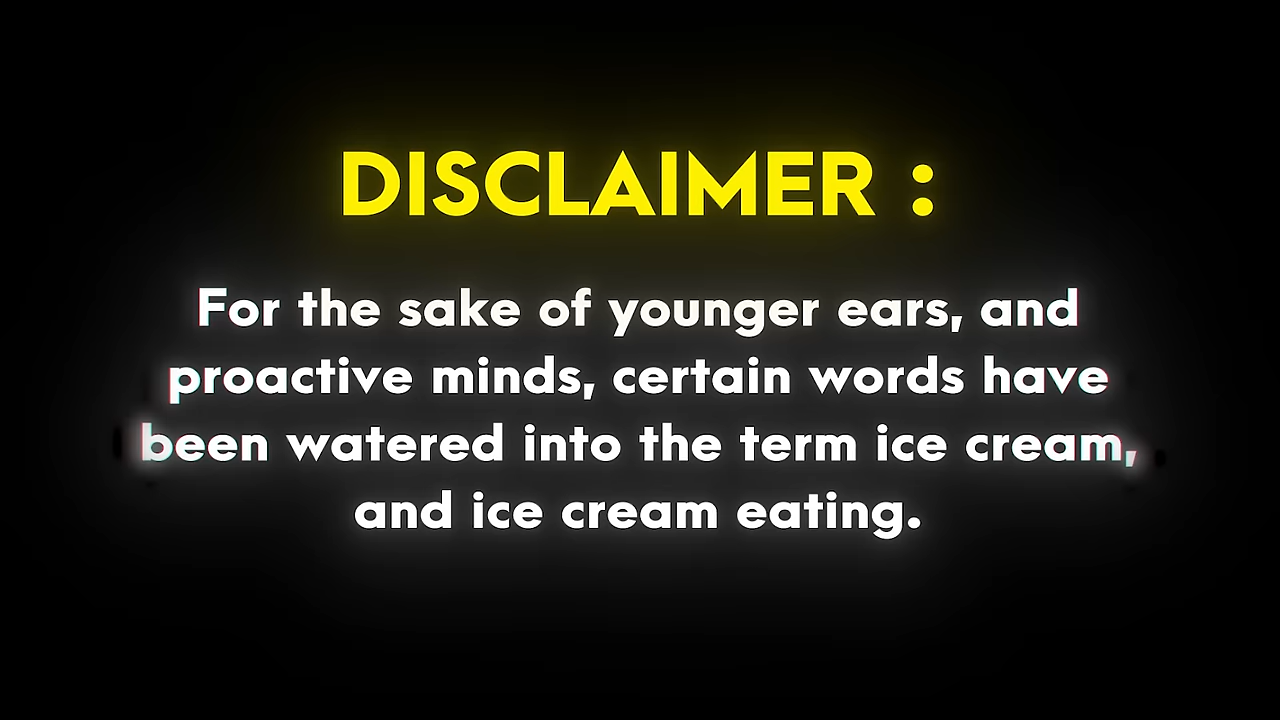 DISCLAIMER :
For the sake of younger ears, and
proactive minds, certain words have
been watered into the term ice cream,
and ice cream eating.